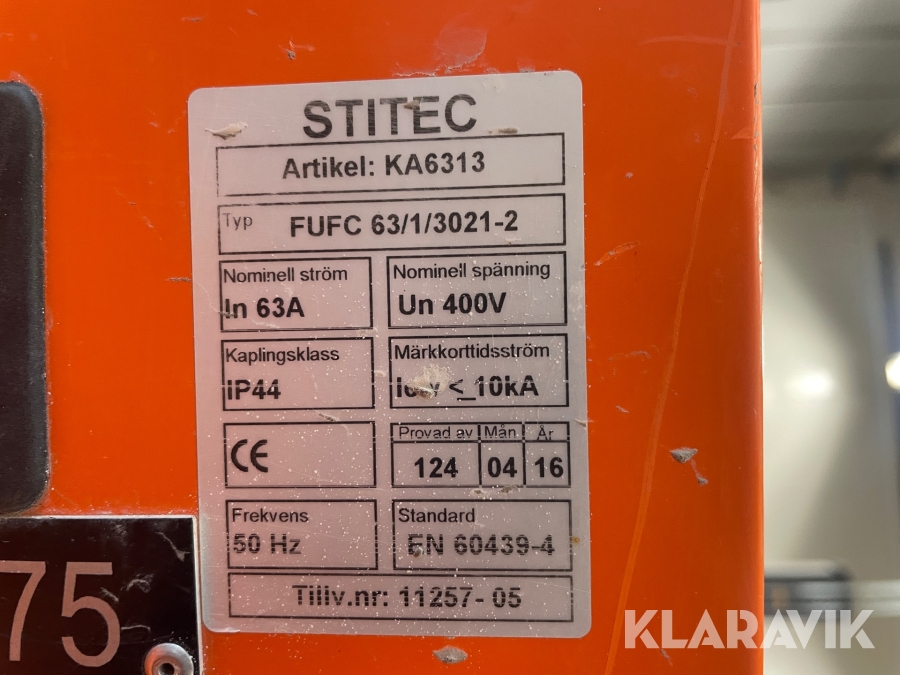 STITEC
Artikel: KA6313
Typ FUFC 63/1/3021-2
Nominell ström Nominell spänning
In 63A Un 400V
Kaplingsklass Märkkorttidsström
IP44 Icw <_10kA
CE
Provad av Mån År
124 04 16
Frekvens Standard
50 Hz EN 60439-4
Tillv.nr: 11257-05
75
KLARAVIK